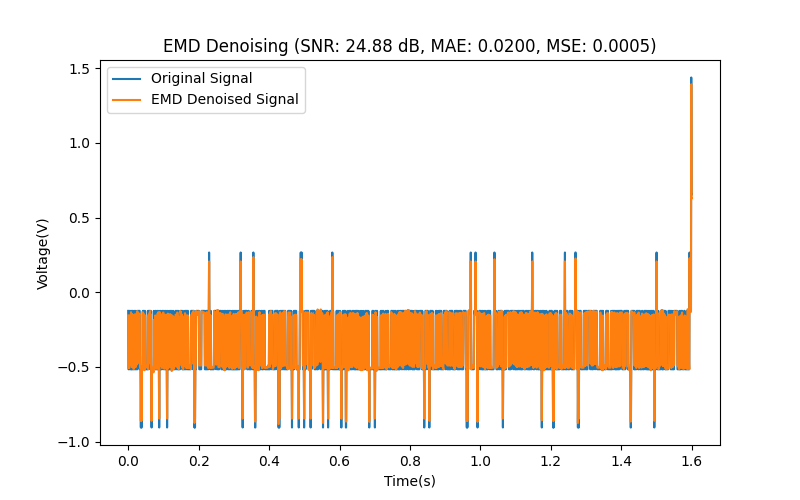 EMD Denoising (SNR: 24.88 dB, MAE: 0.0200, MSE: 0.0005)
Original Signal
EMD Denoised Signal
1.5
1.0
0.5
0.0
−0.5
−1.0
Voltage(V)
0.0 0.2 0.4 0.6 0.8 1.0 1.2 1.4 1.6
Time(s)